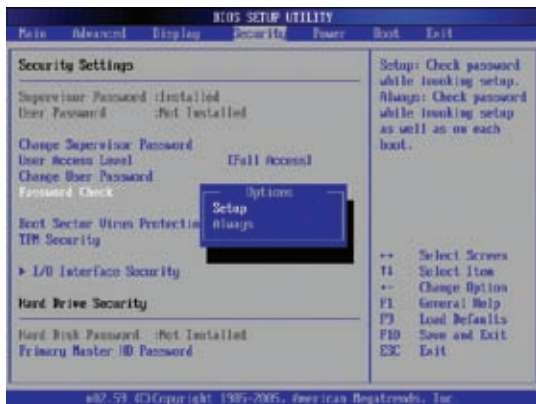 BIOS SETUP UTILITY
Main Advanced Display Security Power Boot Exit
Security Settings
Supervisor Password :Installed
User Password :Not Installed
Change Supervisor Password
User Access Level [Full Access]
Change User Password
Password Check
Boot Sector Virus Protectio
TPM Security
I/O Interface Security
Hard Drive Security
Hard Disk Password :Not Installed
Primary Master HD Password
Options
Setup
Always
Setup: Check password
while invoking setup.
Always: Check password
while invoking setup
as well as on each
boot.
↔ Select Screen
↑↓ Select Item
+- Change Option
F1 General Help
F9 Load Defaults
F10 Save and Exit
ESC Exit
v02.59 (C)Copyright 1985-2005, American Megatrends, Inc.